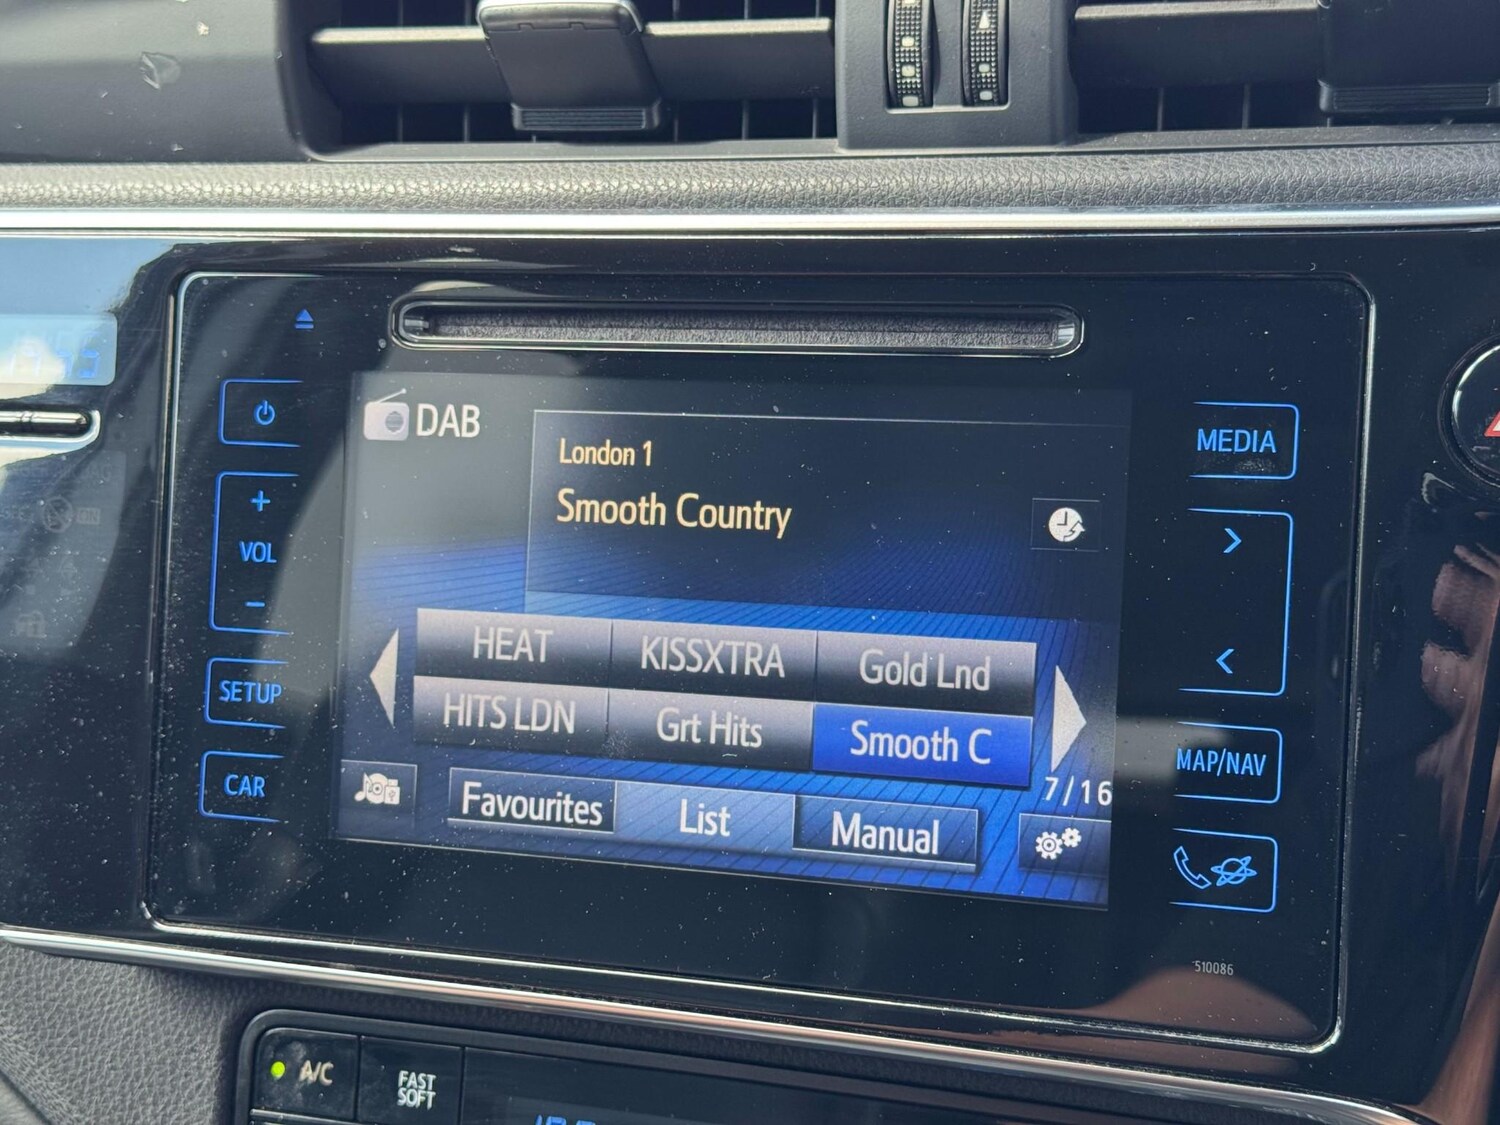 DAB
London 1
Smooth Country
HEAT
KISSXTRA
Gold Lnd
HITS LDN
Grt Hits
Smooth C
7/16
Favourites
List
Manual
+
VOL
-
SETUP
CAR
MEDIA
>
<
MAP/NAV
510086
A/C
FAST
SOFT